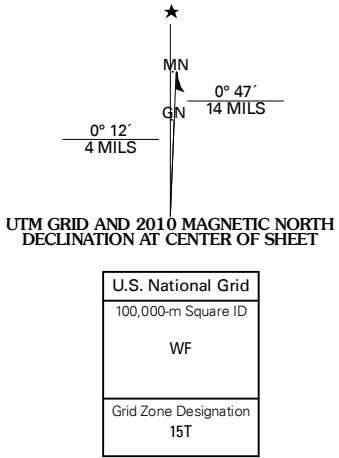 ★
MN
0° 47´
14 MILS
GN
0° 12´
4 MILS
UTM GRID AND 2010 MAGNETIC NORTH
DECLINATION AT CENTER OF SHEET
U.S. National Grid
100,000-m Square ID
WF
Grid Zone Designation
15T